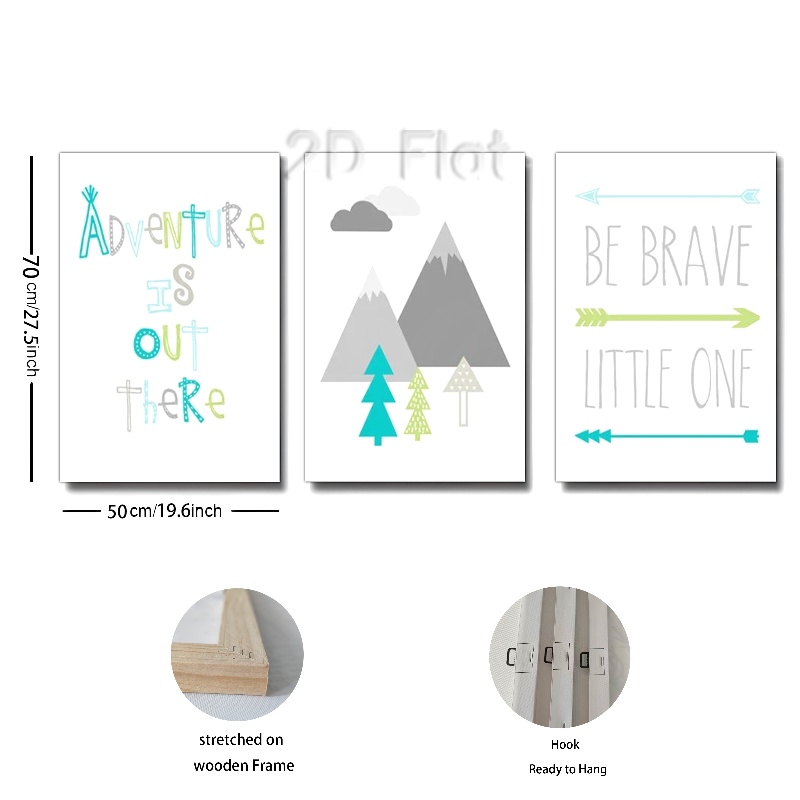 2D Flat
ADVENTURE
IS
OUT
THERE
BE BRAVE
LITTLE ONE
70 cm/27.5inch
50 cm/19.6inch
stretched on
wooden Frame
Hook
Ready to Hang